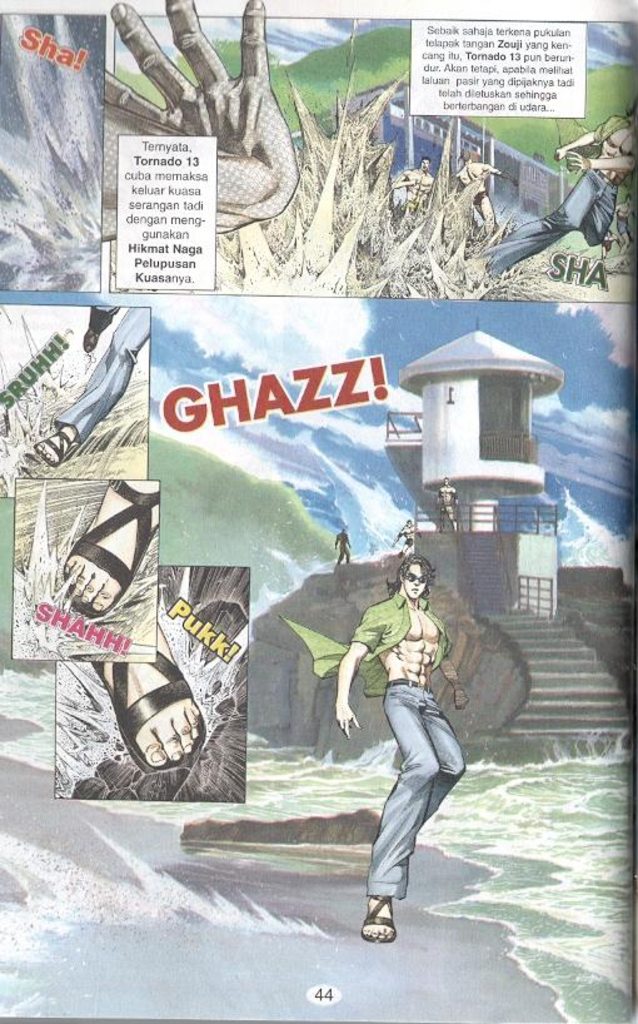 Sha!
Sebaik sahaja terkena pukulan
telapak tangan Zouji yang ken-
cang itu, Tornado 13 pun berun-
dur. Akan tetapi, apabila melihat
laluan pasir yang dipijaknya tadi
telah diletuskan sehingga
berterbangan di udara...
Ternyata,
Tornado 13
cuba memaksa
keluar kuasa
serangan tadi
dengan meng-
gunakan
Hikmat Naga
Pelupusan
Kuasanya.
SHA
SRUHH!
GHAZZ!
SHAHH!
Pukk!
44